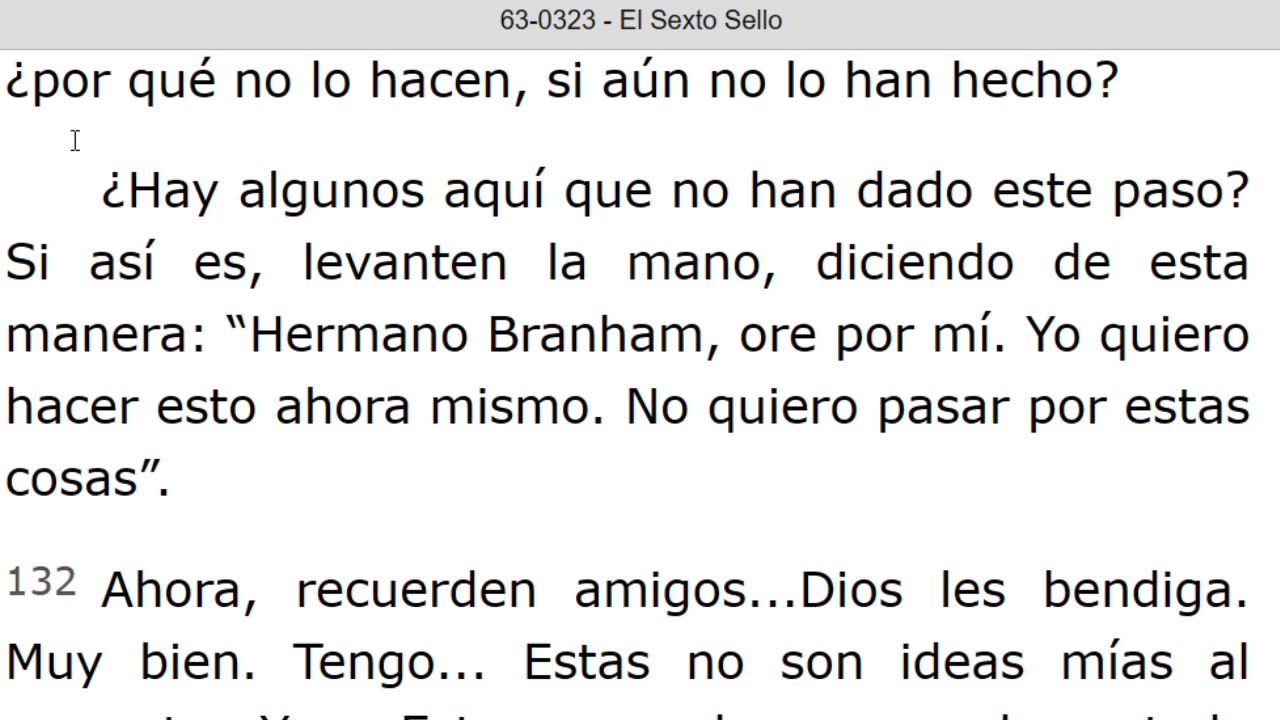 63-0323 - El Sexto Sello
¿por qué no lo hacen, si aún no lo han hecho?
¿Hay algunos aquí que no han dado este paso?
Si así es, levanten la mano, diciendo de esta
manera: “Hermano Branham, ore por mí. Yo quiero
hacer esto ahora mismo. No quiero pasar por estas
cosas”.
132 Ahora, recuerden amigos...Dios les bendiga.
Muy bien. Tengo... Estas no son ideas mías al